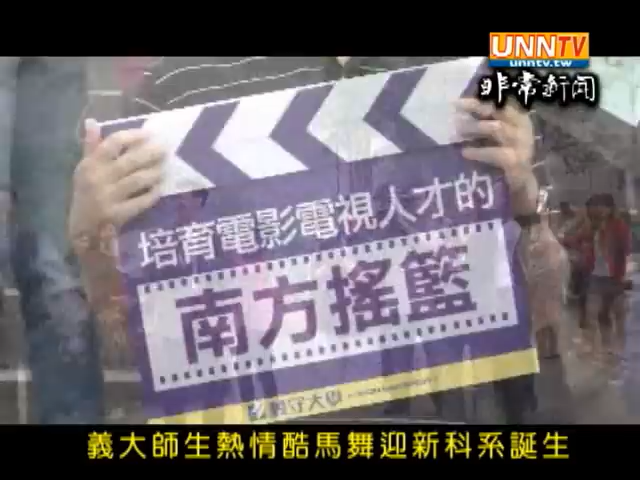 UNNTV
unntv.tw
非常新闻
培育電影電視人才的
南方搖籃
義守大學
義大師生熱情酷馬舞迎新科系誕生